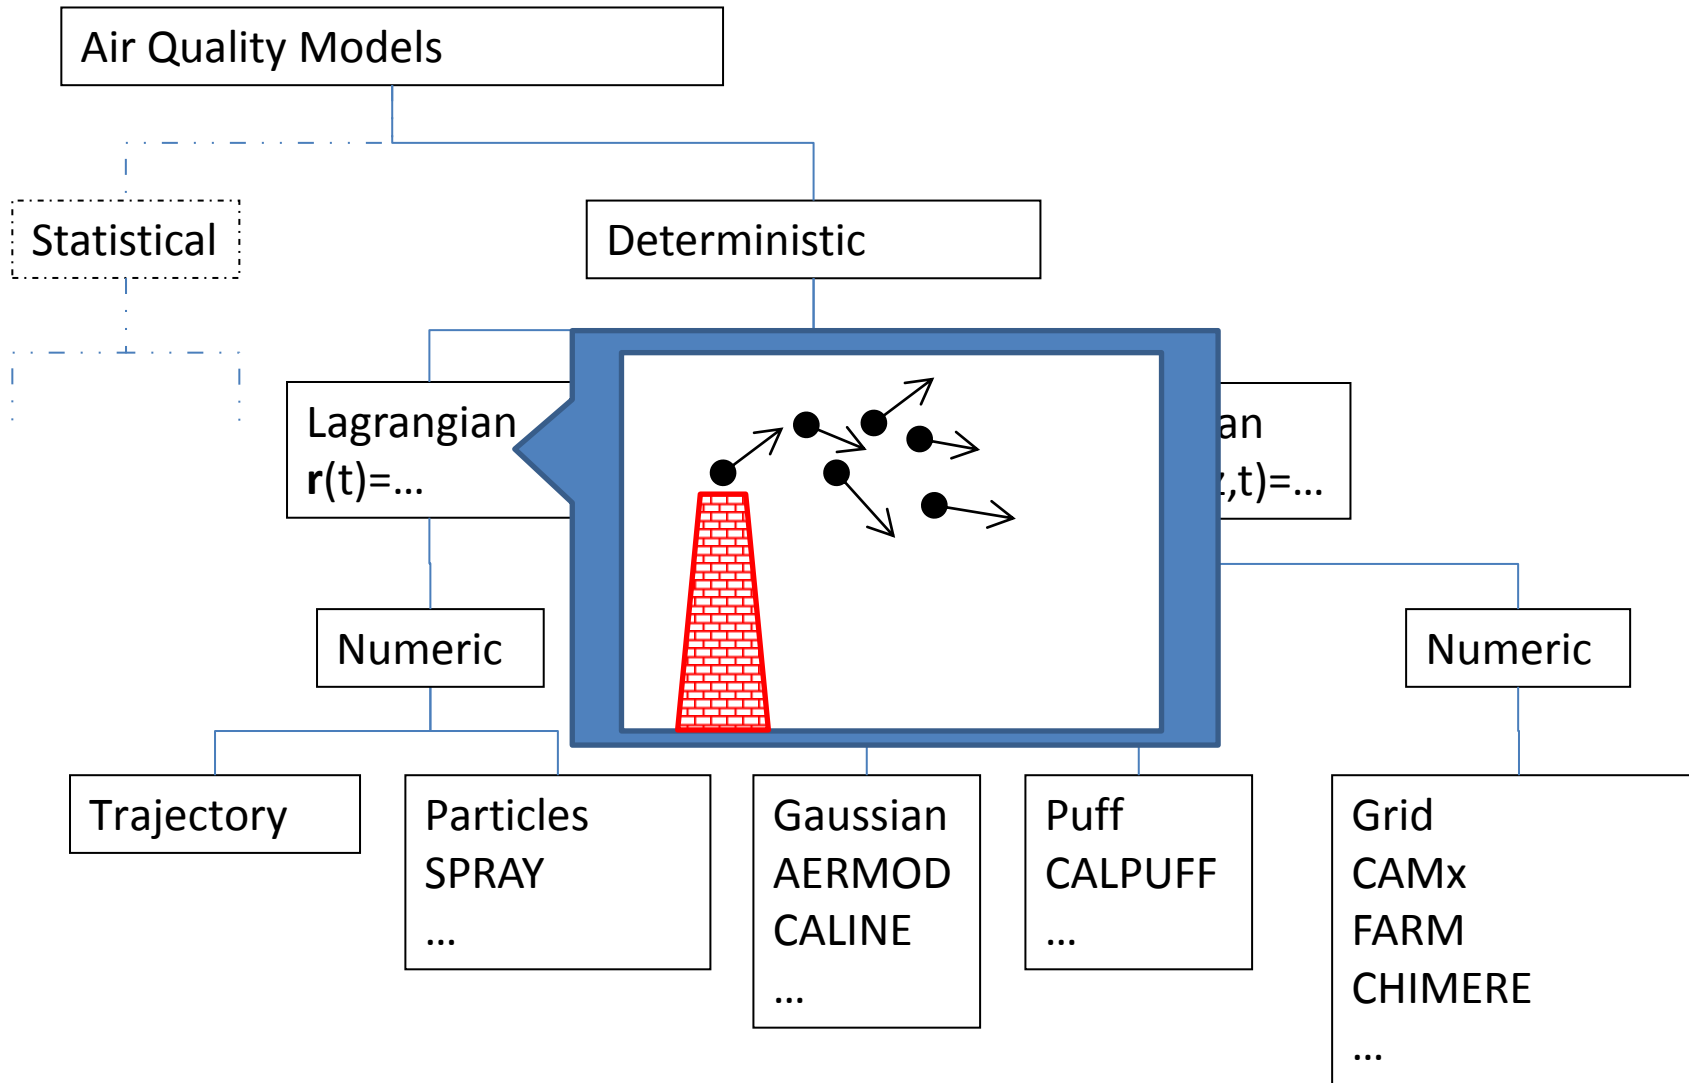 Air Quality Models
Statistical
Deterministic
Lagrangian
r(t)=...
an
,t)=...
Numeric
Numeric
Trajectory
Particles
SPRAY
...
Gaussian
AERMOD
CALINE
...
Puff
CALPUFF
...
Grid
CAMx
FARM
CHIMERE
...